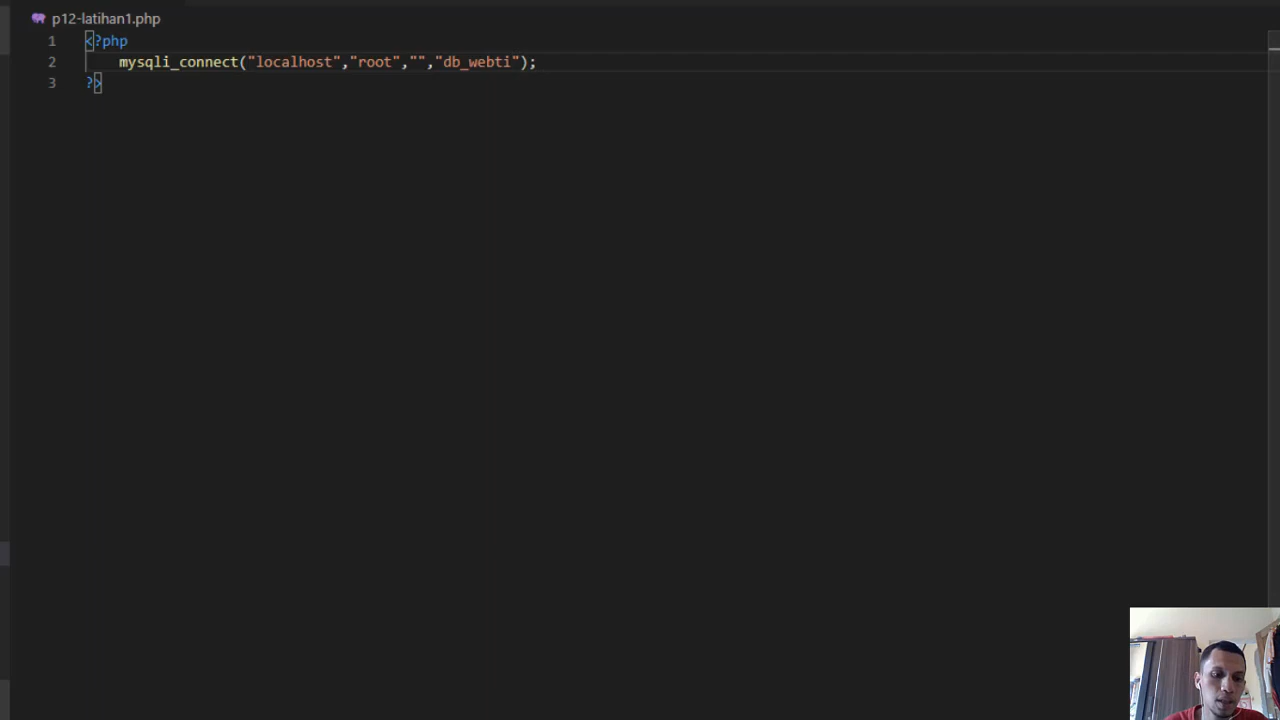 p12-latihan1.php
1 <?php
2 mysqli_connect("localhost","root","","db_webti");
3 ?>